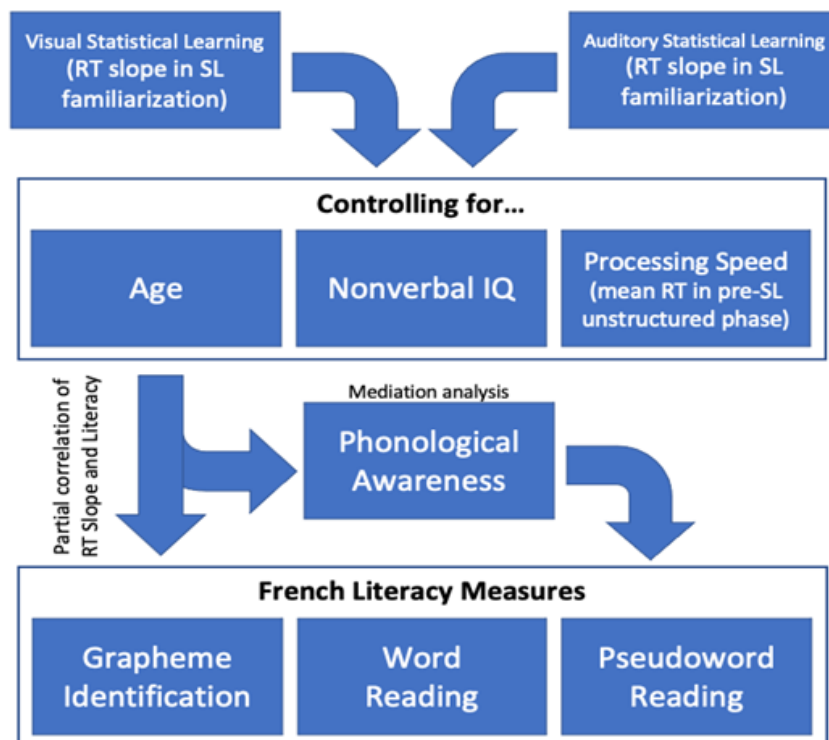 Visual Statistical Learning
(RT slope in SL
familiarization)
Auditory Statistical Learning
(RT slope in SL
familiarization)
Controlling for...
Age
Nonverbal IQ
Processing Speed
(mean RT in pre-SL
unstructured phase)
Partial correlation of
RT Slope and Literacy
Mediation analysis
Phonological
Awareness
French Literacy Measures
Grapheme
Identification
Word
Reading
Pseudoword
Reading